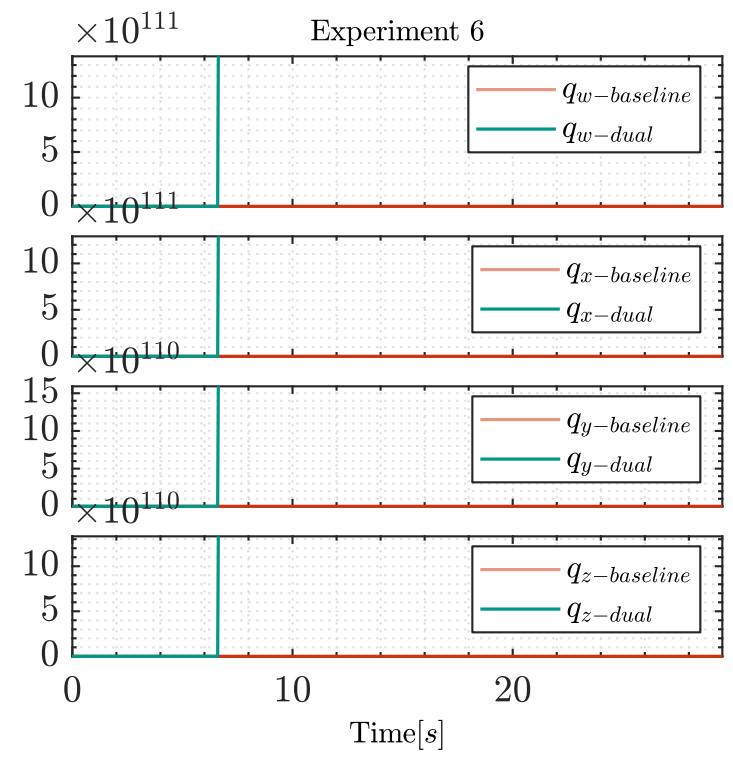 ×10^111 Experiment 6
10
5
0
q_w−baseline
q_w−dual
×10^111
10
5
0
q_x−baseline
q_x−dual
×10^110
15
10
5
0
q_y−baseline
q_y−dual
×10^110
10
5
0
q_z−baseline
q_z−dual
0 10 20
Time[s]